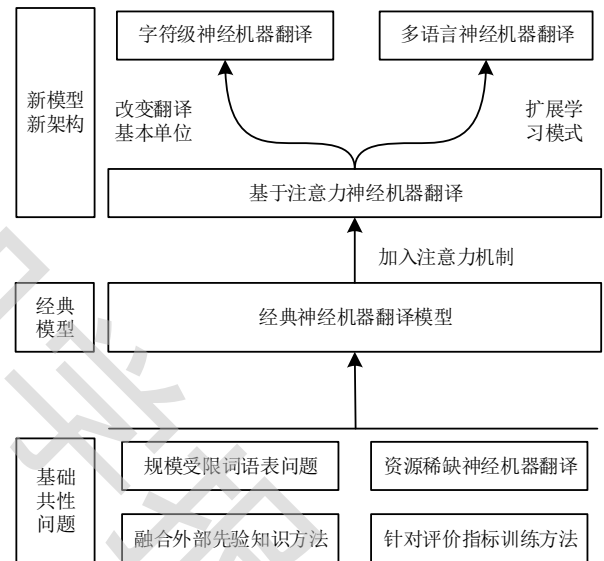 字符级神经机器翻译
多语言神经机器翻译
新模型
新架构
改变翻译
基本单位
扩展学
习模式
基于注意力神经机器翻译
加入注意力机制
经典
模型
经典神经机器翻译模型
基础
共性
问题
规模受限词语表问题
资源稀缺神经机器翻译
融合外部先验知识方法
针对评价指标训练方法